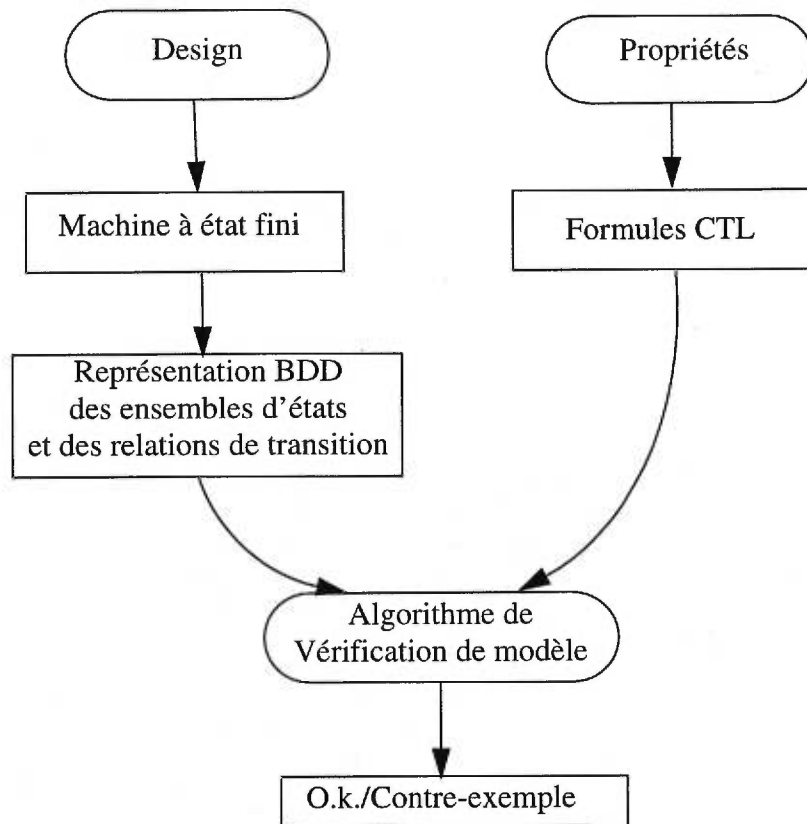 Design
Propriétés
Machine à état fini
Formules CTL
Représentation BDD
des ensembles d'états
et des relations de transition
Algorithme de
Vérification de modèle
O.k./Contre-exemple